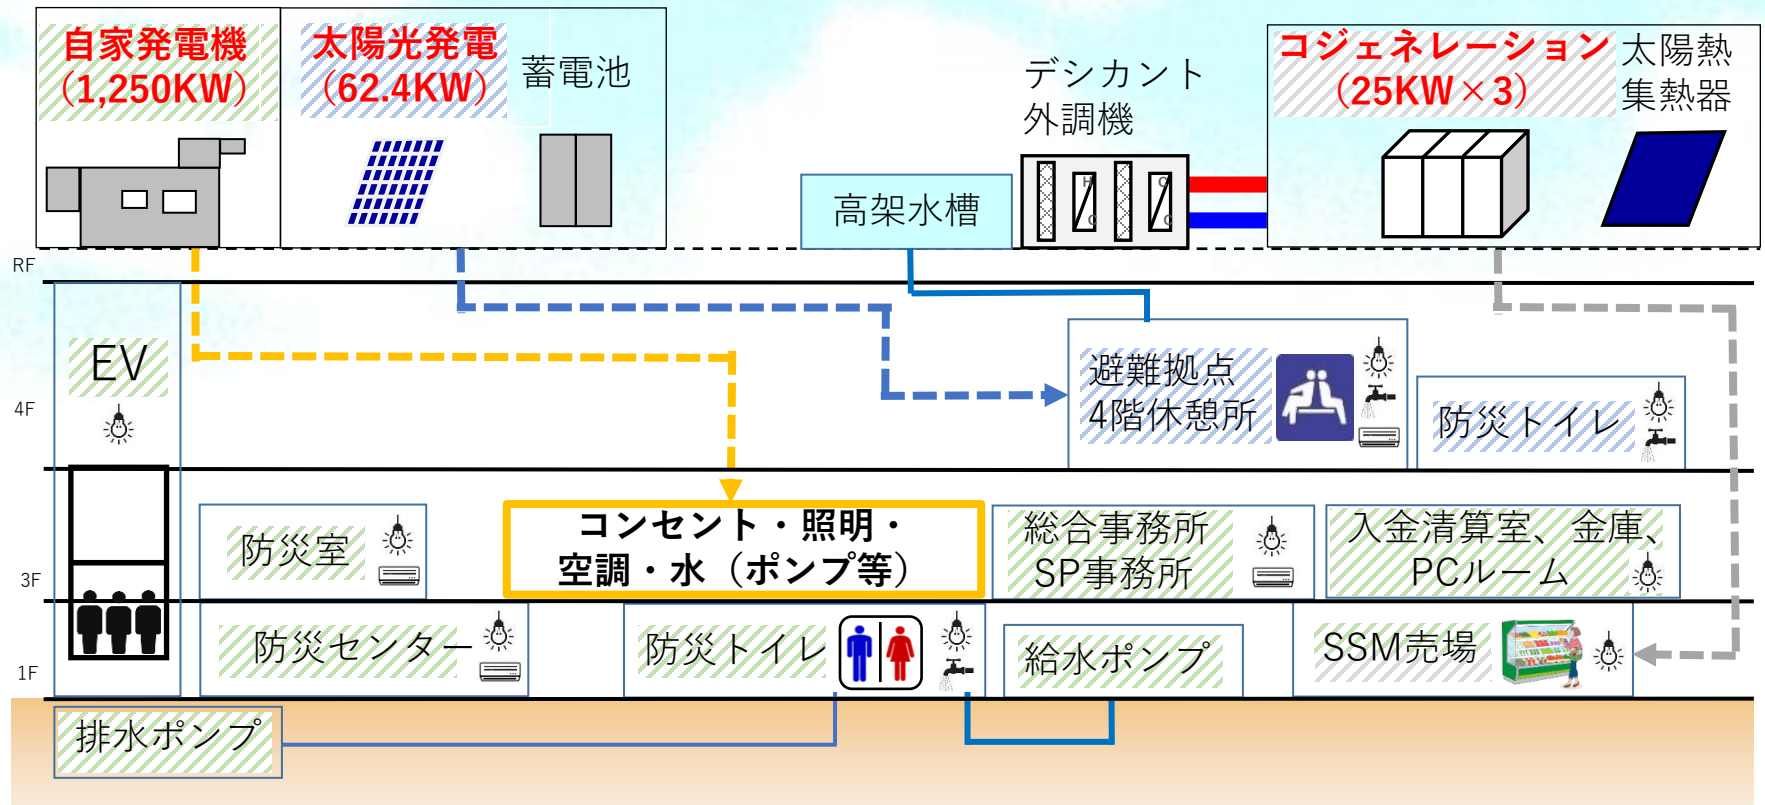 自家発電機
(1,250KW)
太陽光発電
(62.4KW)
蓄電池
デシカント
外調機
コジェネレーション
(25KW×3)
太陽熱
集熱器
高架水槽
H
C
C
RF
EV
4F
避難拠点
4階休憩所
防災トイレ
防災室
コンセント・照明・
空調・水（ポンプ等）
総合事務所
SP事務所
入金清算室、金庫、
PCルーム
3F
防災センター
防災トイレ
給水ポンプ
SSM売場
1F
排水ポンプ